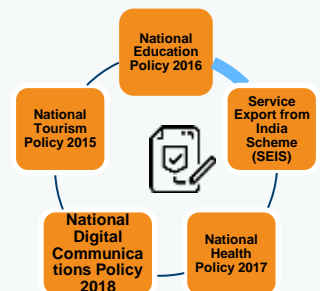 National
Education
Policy 2016
Service
Export from
India
Scheme
(SEIS)
National
Health
Policy 2017
National
Digital
Communica
tions Policy
2018
National
Tourism
Policy 2015